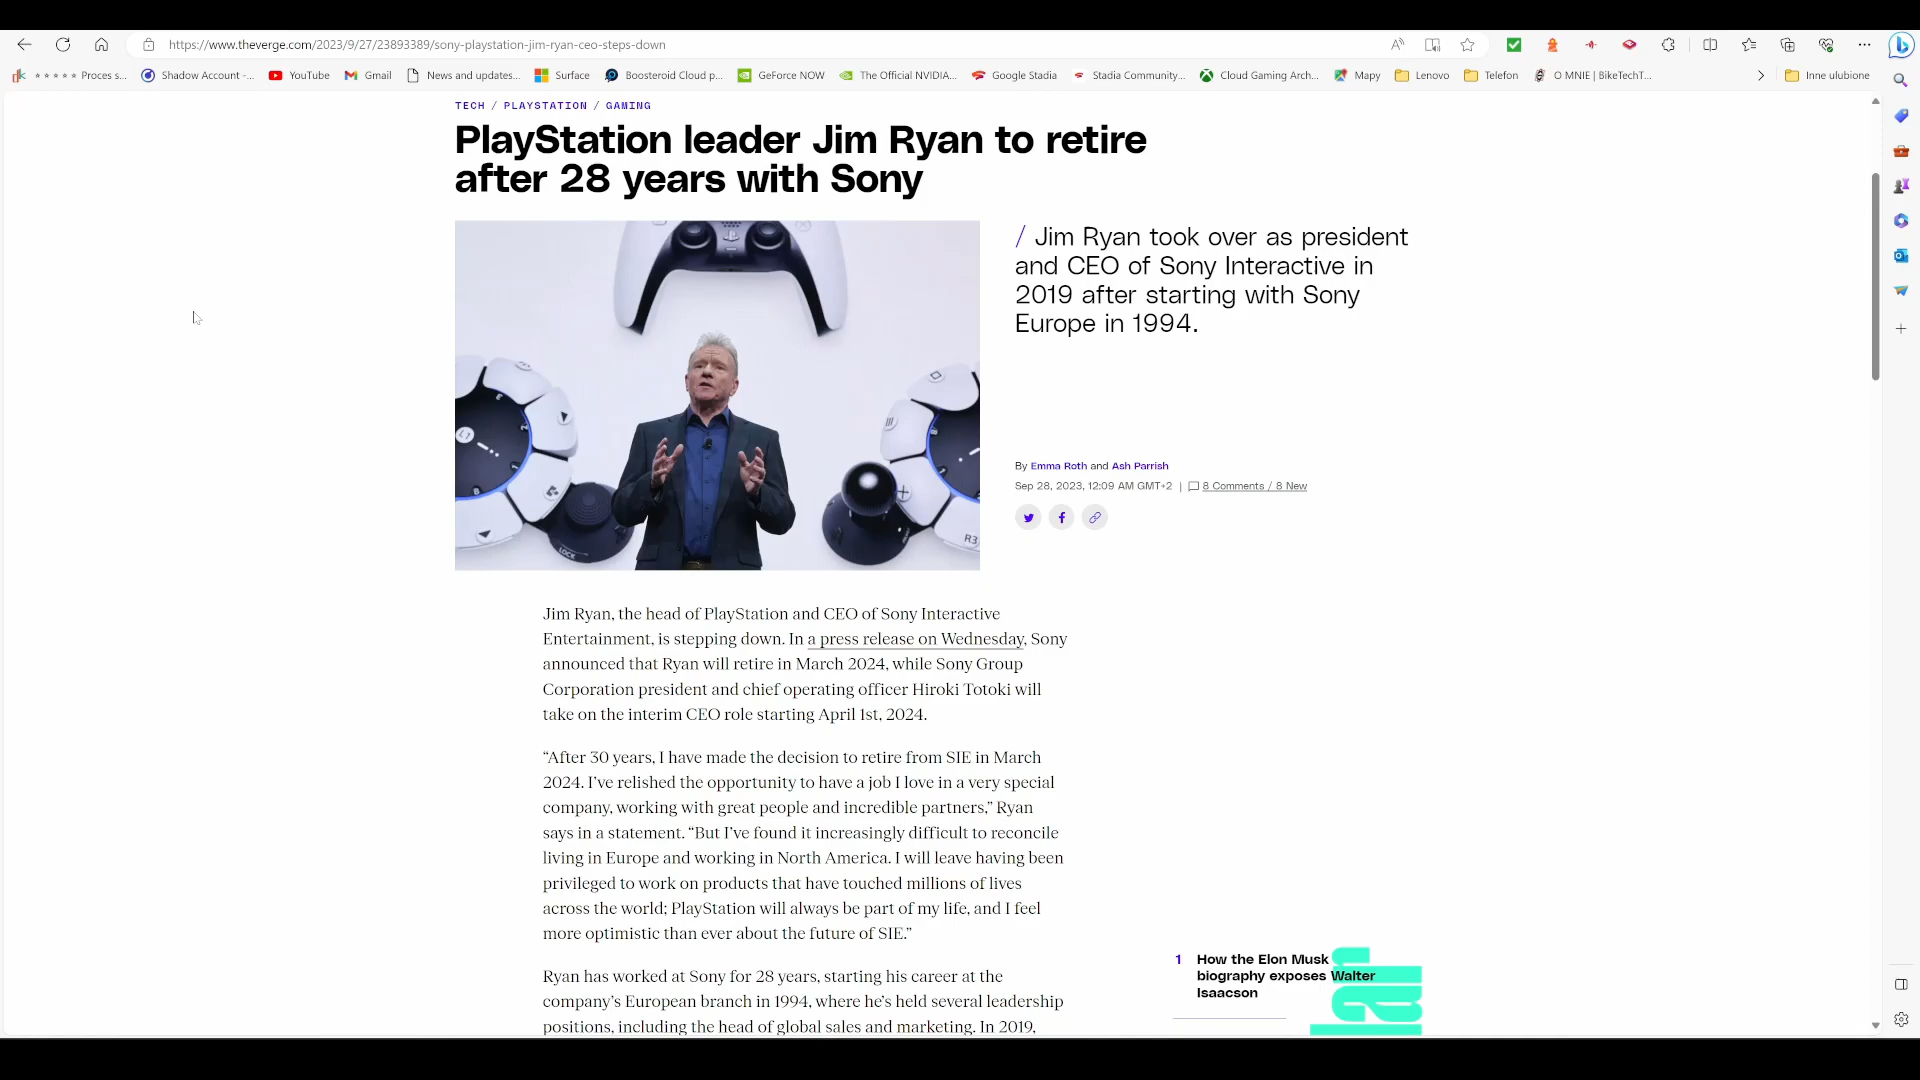 https://www.theverge.com/2023/9/27/23893389/sony-playstation-jim-ryan-ceo-steps-down
Proces s...
Shadow Account -...
YouTube
Gmail
News and updates...
Surface
Boosteroid Cloud p...
GeForce NOW
The Official NVIDIA...
Google Stadia
Stadia Community...
Cloud Gaming Arch...
Mapy
Lenovo
Telefon
O MNIE | BikeTechT...
Inne ulubione
TECH / PLAYSTATION / GAMING
PlayStation leader Jim Ryan to retire
after 28 years with Sony
/ Jim Ryan took over as president
and CEO of Sony Interactive in
2019 after starting with Sony
Europe in 1994.
L1
LOCK
R3
By Emma Roth and Ash Parrish
Sep 28, 2023, 12:09 AM GMT+2 | 8 Comments / 8 New
Jim Ryan, the head of PlayStation and CEO of Sony Interactive
Entertainment, is stepping down. In a press release on Wednesday, Sony
announced that Ryan will retire in March 2024, while Sony Group
Corporation president and chief operating officer Hiroki Totoki will
take on the interim CEO role starting April 1st, 2024.
“After 30 years, I have made the decision to retire from SIE in March
2024. I’ve relished the opportunity to have a job I love in a very special
company, working with great people and incredible partners,” Ryan
says in a statement. “But I’ve found it increasingly difficult to reconcile
living in Europe and working in North America. I will leave having been
privileged to work on products that have touched millions of lives
across the world; PlayStation will always be part of my life, and I feel
more optimistic than ever about the future of SIE.”
Ryan has worked at Sony for 28 years, starting his career at the
company’s European branch in 1994, where he’s held several leadership
positions, including the head of global sales and marketing. In 2019,
1 How the Elon Musk
biography exposes Walter
Isaacson